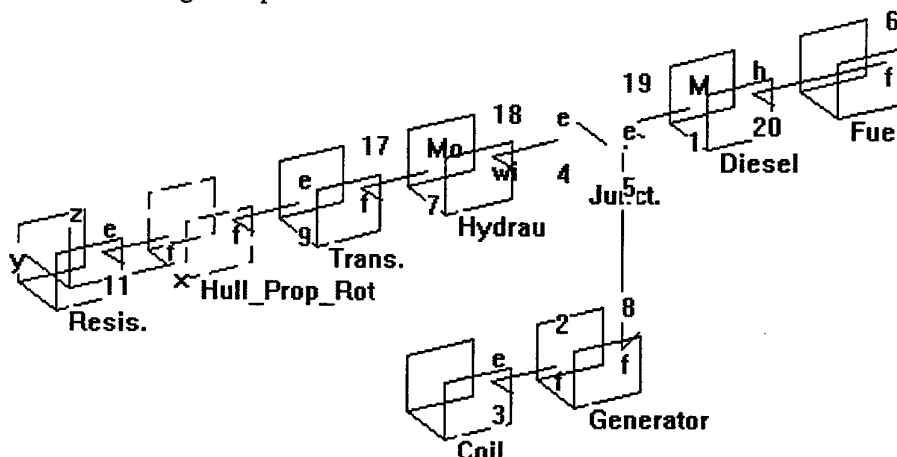 6
19
M
h
f
18
e
e
1
20
Fue
17
Mo
Diesel
wi
4
5
Junct.
e
f
7
Hydrau
z
e
f
9
Trans.
y
f
11
x
Hull_Prop_Rot
Resis.
2
8
e
f
f
3
Generator
Coil